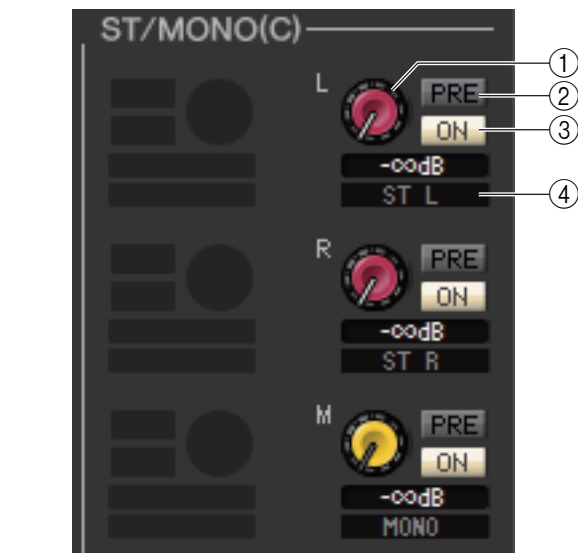 ST/MONO(C)
L
PRE
ON
-∞dB
ST L
R
PRE
ON
-∞dB
ST R
M
PRE
ON
-∞dB
MONO
1
2
3
4